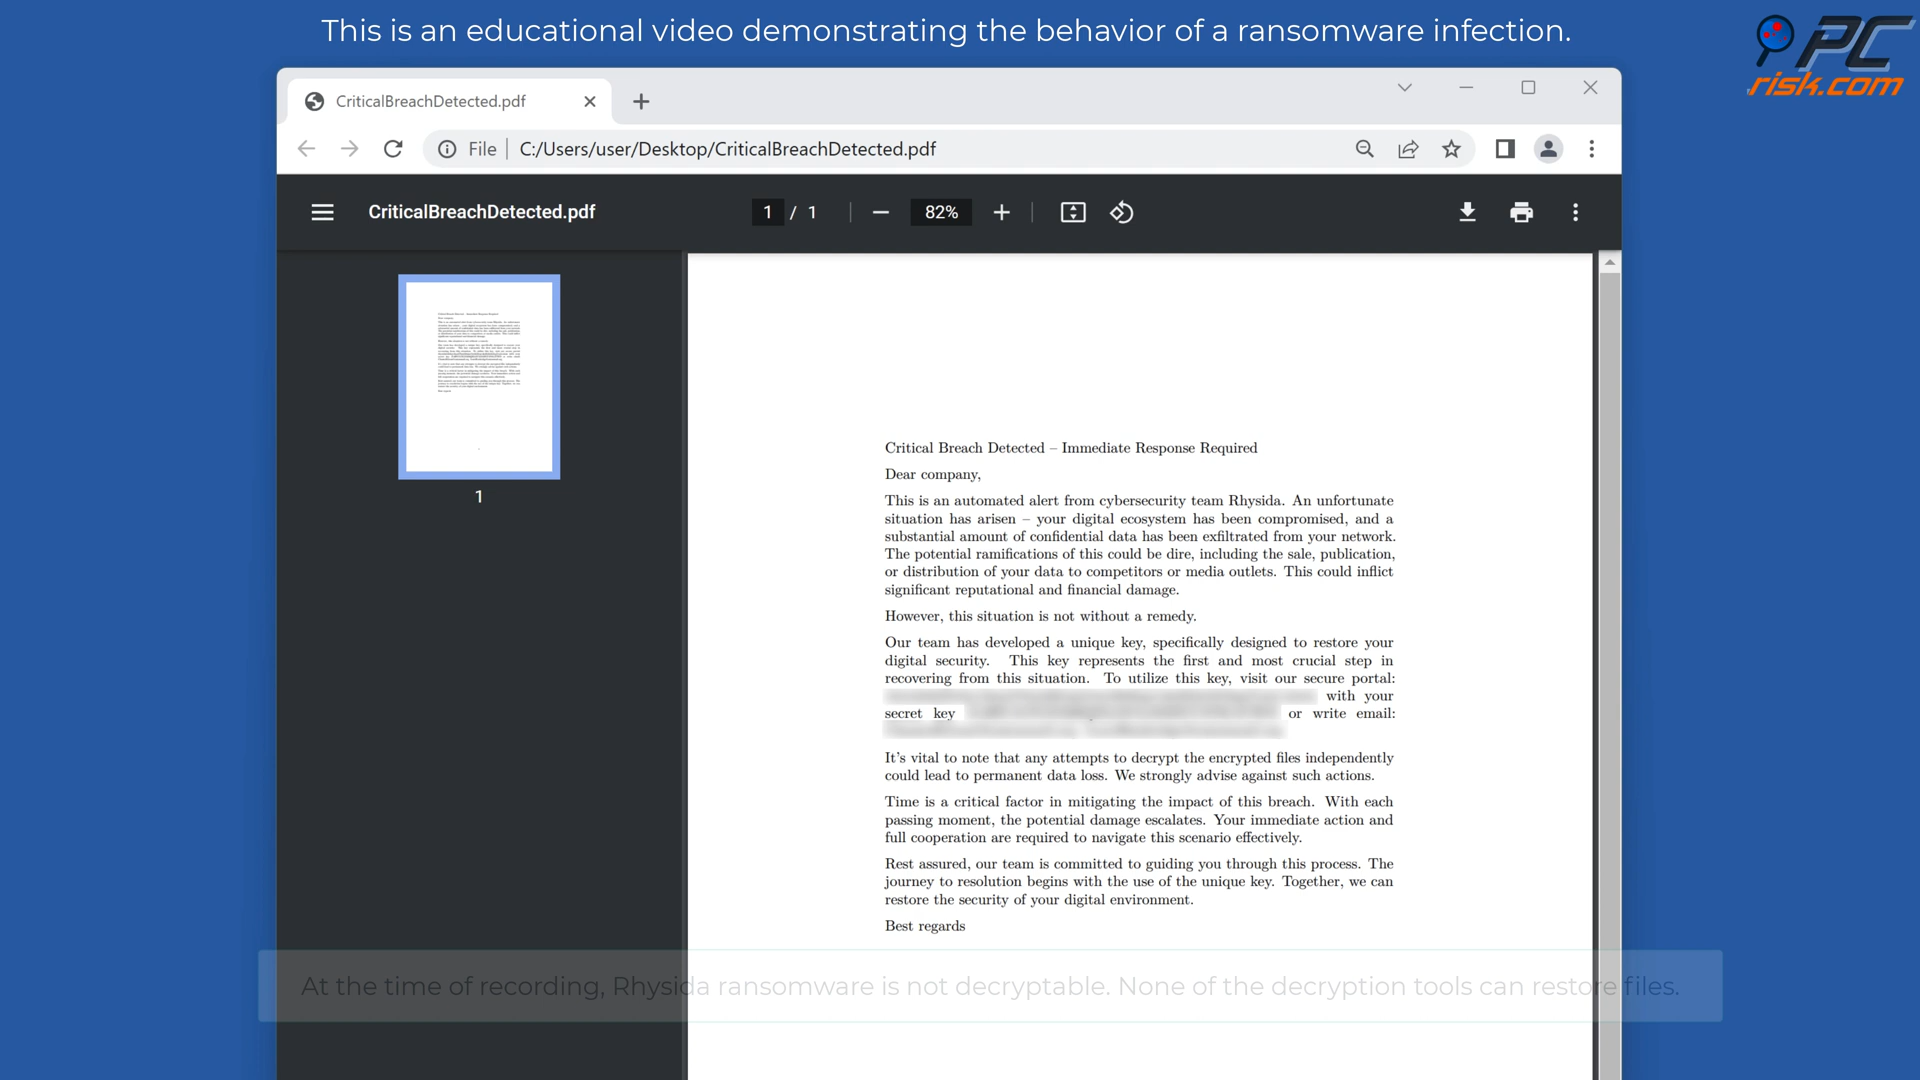 This is an educational video demonstrating the behavior of a ransomware infection.
PC
risk.com
CriticalBreachDetected.pdf
File
C:/Users/user/Desktop/CriticalBreachDetected.pdf
CriticalBreachDetected.pdf
1 / 1
82%
1
Critical Breach Detected – Immediate Response Required
Dear company,
This is an automated alert from cybersecurity team Rhysida. An unfortunate
situation has arisen – your digital ecosystem has been compromised, and a
substantial amount of confidential data has been exfiltrated from your network.
The potential ramifications of this could be dire, including the sale, publication,
or distribution of your data to competitors or media outlets. This could inflict
significant reputational and financial damage.
However, this situation is not without a remedy.
Our team has developed a unique key, specifically designed to restore your
digital security. This key represents the first and most crucial step in
recovering from this situation. To utilize this key, visit our secure portal:
with your
secret key or write email:
It's vital to note that any attempts to decrypt the encrypted files independently
could lead to permanent data loss. We strongly advise against such actions.
Time is a critical factor in mitigating the impact of this breach. With each
passing moment, the potential damage escalates. Your immediate action and
full cooperation are required to navigate this scenario effectively.
Rest assured, our team is committed to guiding you through this process. The
journey to resolution begins with the use of the unique key. Together, we can
restore the security of your digital environment.
Best regards
At the time of recording, Rhysida ransomware is not decryptable. None of the decryption tools can restore files.